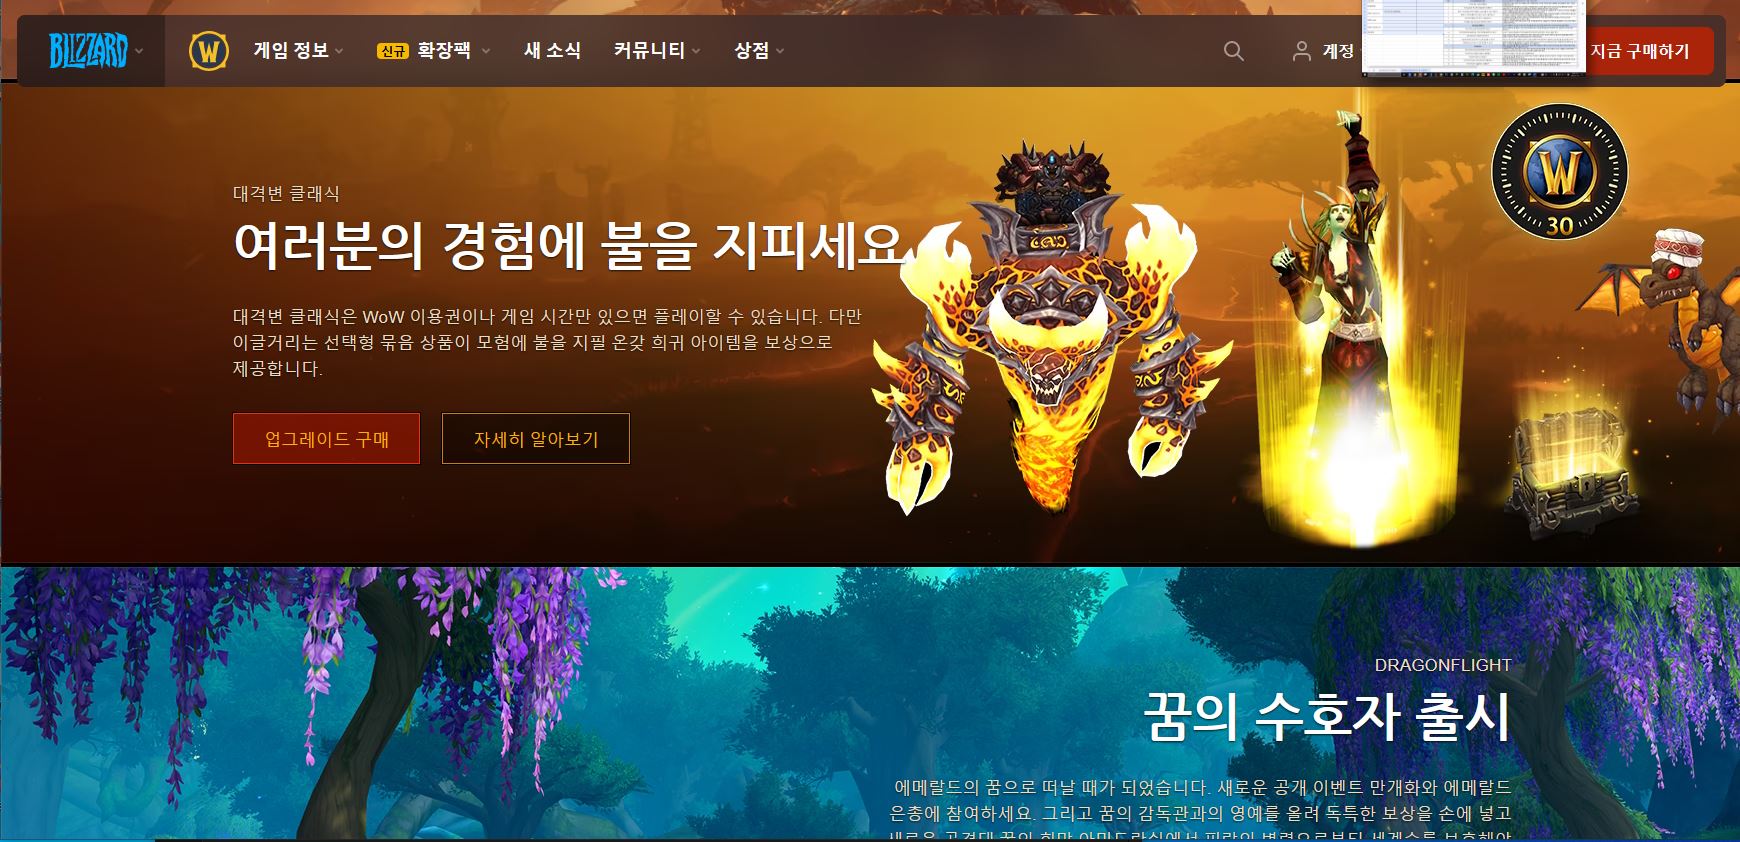 BLIZZARD
W
게임 정보
신규 확장팩
새 소식
커뮤니티
상점
계정
지금 구매하기
대격변 클래식
여러분의 경험에 불을 지피세요
대격변 클래식은 WoW 이용권이나 게임 시간만 있으면 플레이할 수 있습니다. 다만
이글거리는 선택형 묶음 상품이 모험에 불을 지필 온갖 희귀 아이템을 보상으로
제공합니다.
업그레이드 구매
자세히 알아보기
W
30
DRAGONFLIGHT
꿈의 수호자 출시
에메랄드의 꿈으로 떠날 때가 되었습니다. 새로운 공개 이벤트 만개화와 에메랄드
은총에 참여하세요. 그리고 꿈의 감독관과의 영예를 올려 독특한 보상을 손에 넣고